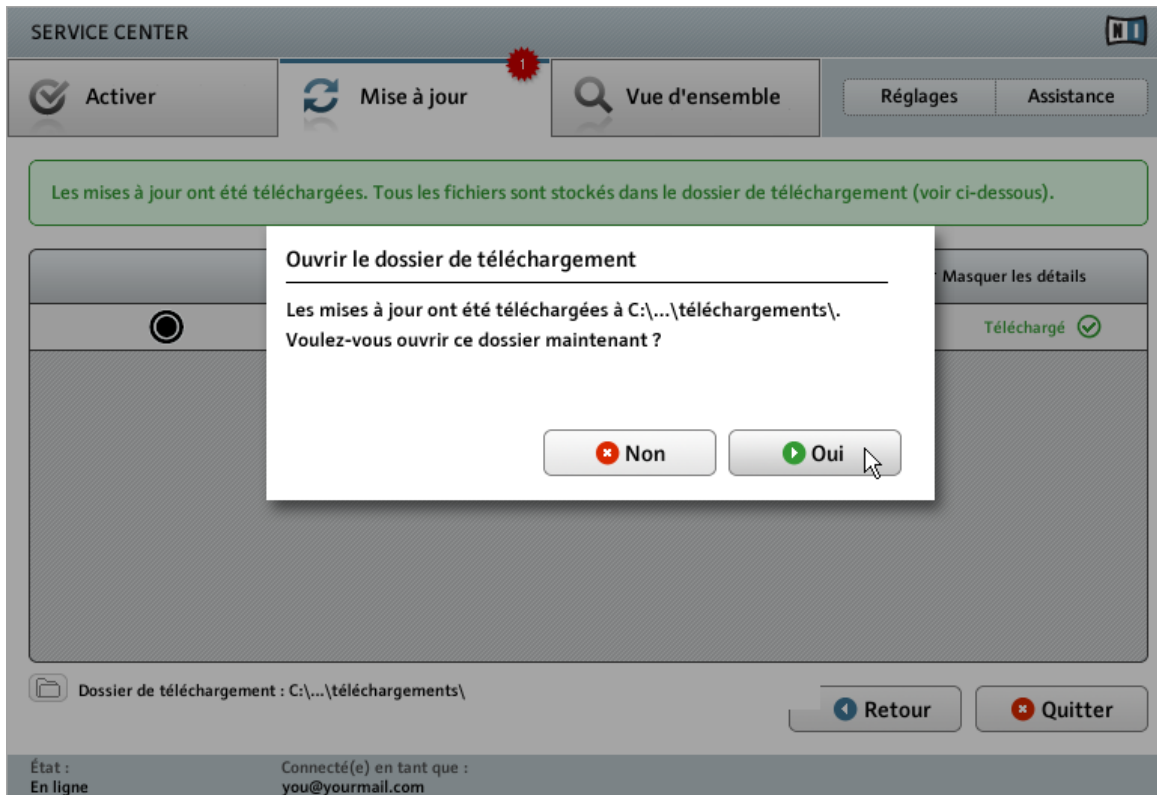 SERVICE CENTER
NI
Activer
Mise à jour
1
Vue d'ensemble
Réglages
Assistance
Les mises à jour ont été téléchargées. Tous les fichiers sont stockés dans le dossier de téléchargement (voir ci-dessous).
Masquer les détails
Téléchargé
Ouvrir le dossier de téléchargement
Les mises à jour ont été téléchargées à C:\...\téléchargements\.
Voulez-vous ouvrir ce dossier maintenant ?
Non
Oui
Dossier de téléchargement : C:\...\téléchargements\
Retour
Quitter
État :
En ligne
Connecté(e) en tant que :
you@yourmail.com